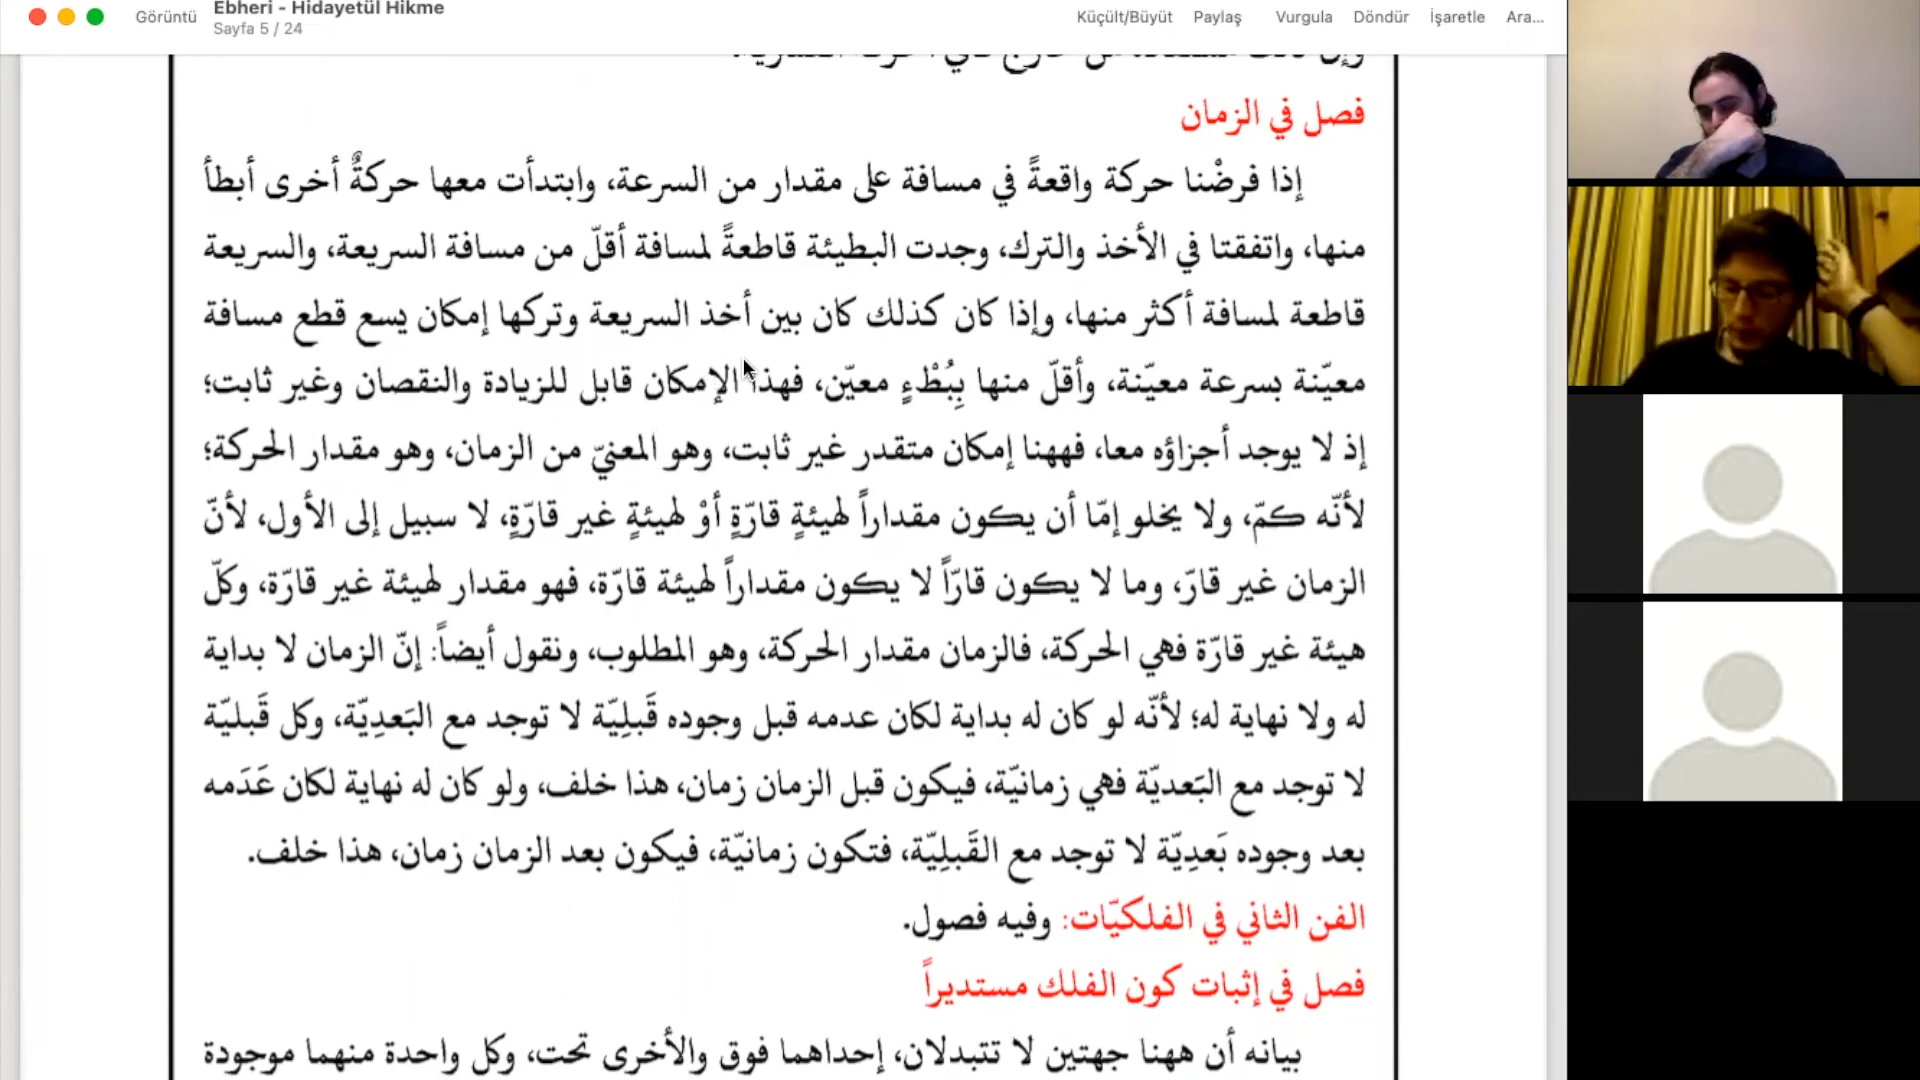 Ebheri - Hidayetül Hikme
Görüntü
Sayfa 5 / 24
Küçült/Büyüt Paylaş Vurgula Döndür İşaretle Ara...
فصل في الزمان
إذا فرضْنا حركة واقعةً في مسافة على مقدار من السرعة، وابتدأت معها حركةٌ أخرى أبطأ
منها، واتفقتا في الأخذ والترك، وجدت البطيئة قاطعةً لمسافة أقلّ من مسافة السريعة، والسريعة
قاطعة لمسافة أكثر منها، وإذا كان كذلك كان بين أخذ السريعة وتركها إمكان يسع قطع مسافة
معيّنة بسرعة معيّنة، وأقلّ منها بِبُطْءٍ معيّن، فهذا الإمكان قابل للزيادة والنقصان وغير ثابت؛
إذ لا يوجد أجزاؤه معا، فههنا إمكان متقدر غير ثابت، وهو المعنيّ من الزمان، وهو مقدار الحركة؛
لأنّه كمّ، ولا يخلو إمّا أن يكون مقداراً لهيئةٍ قارّةٍ أوْ لهيئةٍ غير قارّةٍ، لا سبيل إلى الأول، لأنّ
الزمان غير قارّ، وما لا يكون قارّاً لا يكون مقداراً لهيئة قارّة، فهو مقدار لهيئة غير قارّة، وكلّ
هيئة غير قارّة فهي الحركة، فالزمان مقدار الحركة، وهو المطلوب، ونقول أيضاً: إنّ الزمان لا بداية
له ولا نهاية له؛ لأنّه لو كان له بداية لكان عدمه قبل وجوده قَبلِيّة لا توجد مع البَعدِيّة، وكل قَبليّة
لا توجد مع البَعديّة فهي زمانيّة، فيكون قبل الزمان زمان، هذا خلف، ولو كان له نهاية لكان عَدَمه
بعد وجوده بَعدِيّة لا توجد مع القَبلِيّة، فتكون زمانيّة، فيكون بعد الزمان زمان، هذا خلف.
الفن الثاني في الفلكيّات: وفيه فصول.
فصل في إثبات كون الفلك مستديراً
بيانه أن ههنا جهتين لا تتبدلان، إحداهما فوق والأخرى تحت، وكل واحدة منهما موجودة